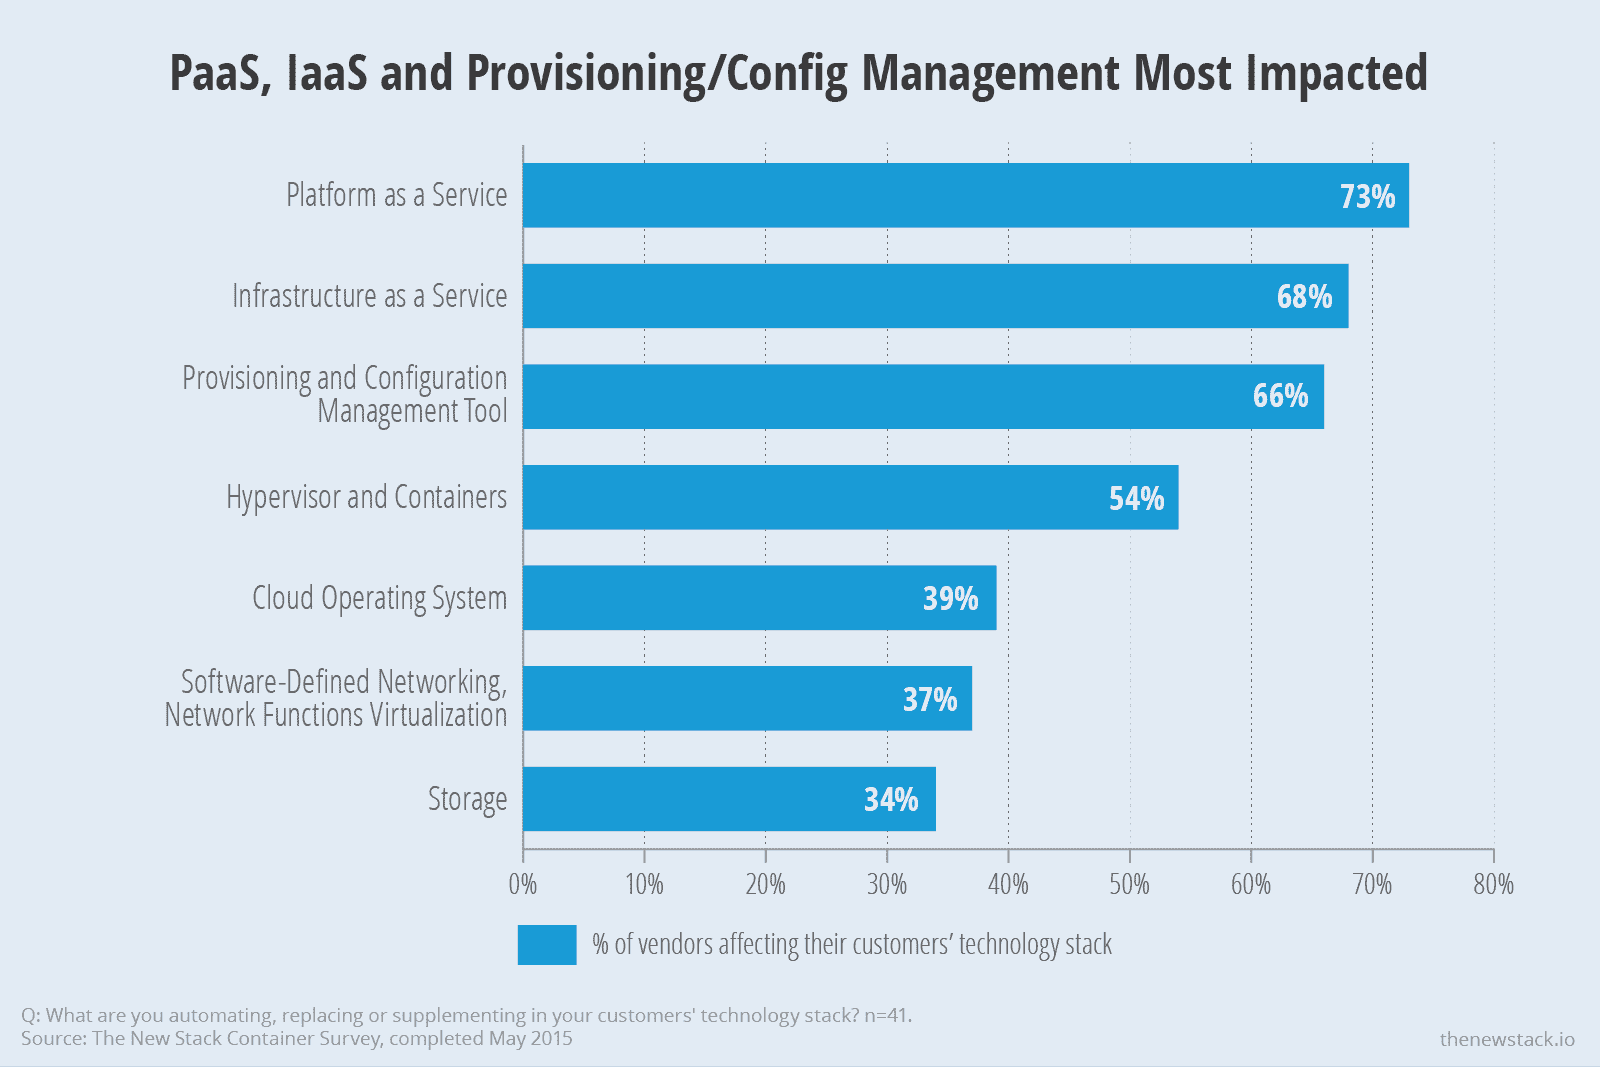 PaaS, IaaS and Provisioning/Config Management Most Impacted
Platform as a Service
73%
Infrastructure as a Service
68%
Provisioning and Configuration
Management Tool
66%
Hypervisor and Containers
54%
Cloud Operating System
39%
Software-Defined Networking,
Network Functions Virtualization
37%
Storage
34%
0% 10% 20% 30% 40% 50% 60% 70% 80%
% of vendors affecting their customers’ technology stack
Q: What are you automating, replacing or supplementing in your customers' technology stack? n=41.
Source: The New Stack Container Survey, completed May 2015
thenewstack.io